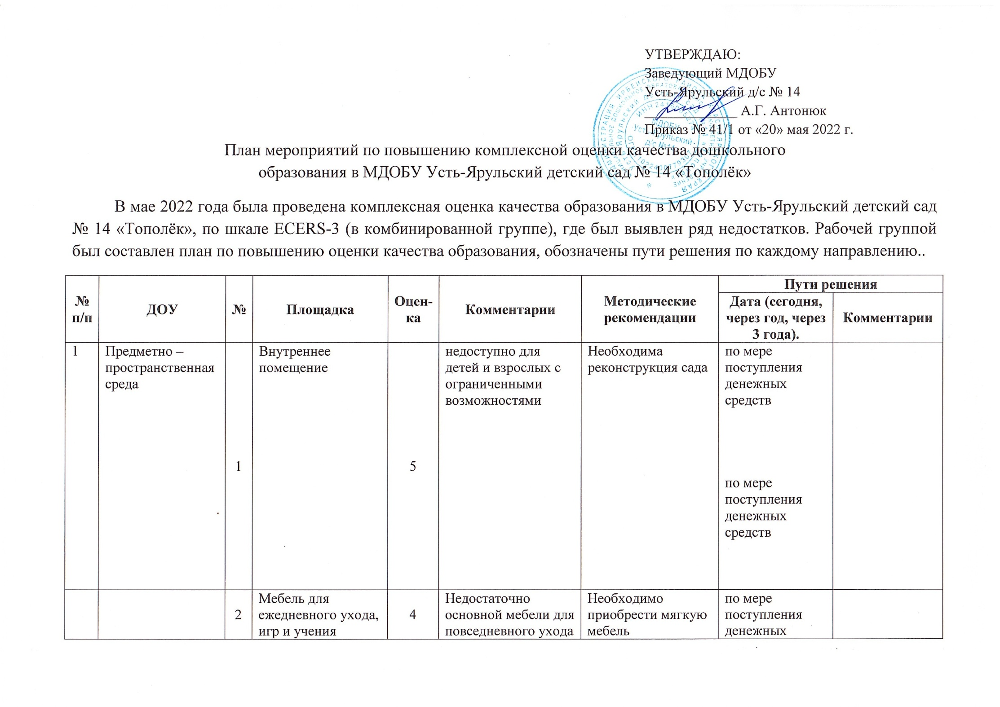 УТВЕРЖДАЮ:
Заведующий МДОБУ
Усть-Ярульский д/с № 14
А.Г. Антонюк
Приказ № 41/1 от «20» мая 2022 г.
План мероприятий по повышению комплексной оценки качества дошкольного
образования в МДОБУ Усть-Ярульский детский сад № 14 «Тополёк»
В мае 2022 года была проведена комплексная оценка качества образования в МДОБУ Усть-Ярульский детский сад
№ 14 «Тополёк», по шкале ECERS-3 (в комбинированной группе), где был выявлен ряд недостатков. Рабочей группой
был составлен план по повышению оценки качества образования, обозначены пути решения по каждому направлению..
№
п/п
ДОУ
№
Площадка
Оцен-
ка
Комментарии
Методические
рекомендации
Пути решения
Дата (сегодня,
через год, через
3 года).
Комментарии
1
Предметно –
пространственная
среда
1
Внутреннее
помещение
5
недоступно для
детей и взрослых с
ограниченными
возможностями
Необходима
реконструкция сада
по мере
поступления
денежных
средств
по мере
поступления
денежных
средств
2
Мебель для
ежедневного ухода,
игр и учения
4
Недостаточно
основной мебели для
повседневного ухода
Необходимо
приобрести мягкую
мебель
по мере
поступления
денежных